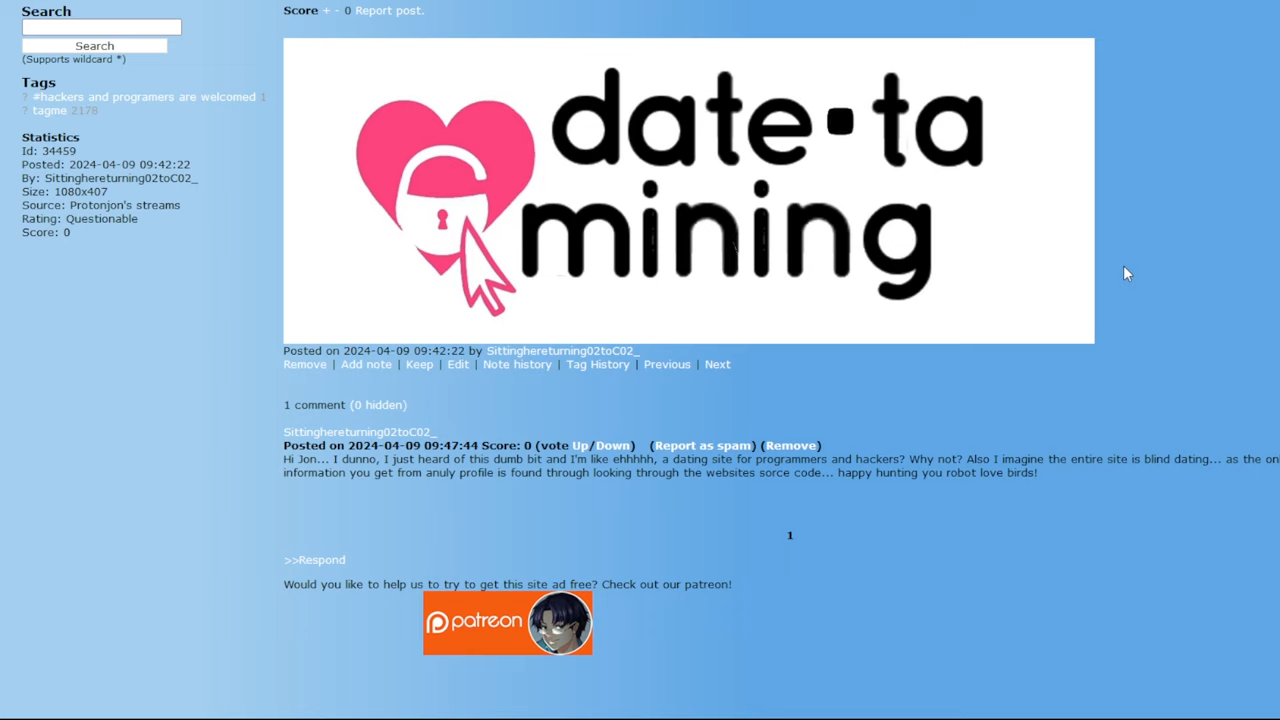 Search
Search
(Supports wildcard *)
Tags
? #hackers and programers are welcomed 1
? tagme 2178
Statistics
Id: 34459
Posted: 2024-04-09 09:42:22
By: Sittinghereturning02toC02_
Size: 1080x407
Source: Protonjon's streams
Rating: Questionable
Score: 0
Score + - 0 Report post.
date·ta
mining
Posted on 2024-04-09 09:42:22 by Sittinghereturning02toC02_
Remove | Add note | Keep | Edit | Note history | Tag History | Previous | Next
1 comment (0 hidden)
Sittinghereturning02toC02_
Posted on 2024-04-09 09:47:44 Score: 0 (vote Up/Down) (Report as spam) (Remove)
Hi Jon... I dunno, I just heard of this dumb bit and I'm like ehhhhh, a dating site for programmers and hackers? Why not? Also I imagine the entire site is blind dating... as the on
information you get from anuly profile is found through looking through the websites sorce code... happy hunting you robot love birds!
1
>>Respond
Would you like to help us to try to get this site ad free? Check out our patreon!
patreon